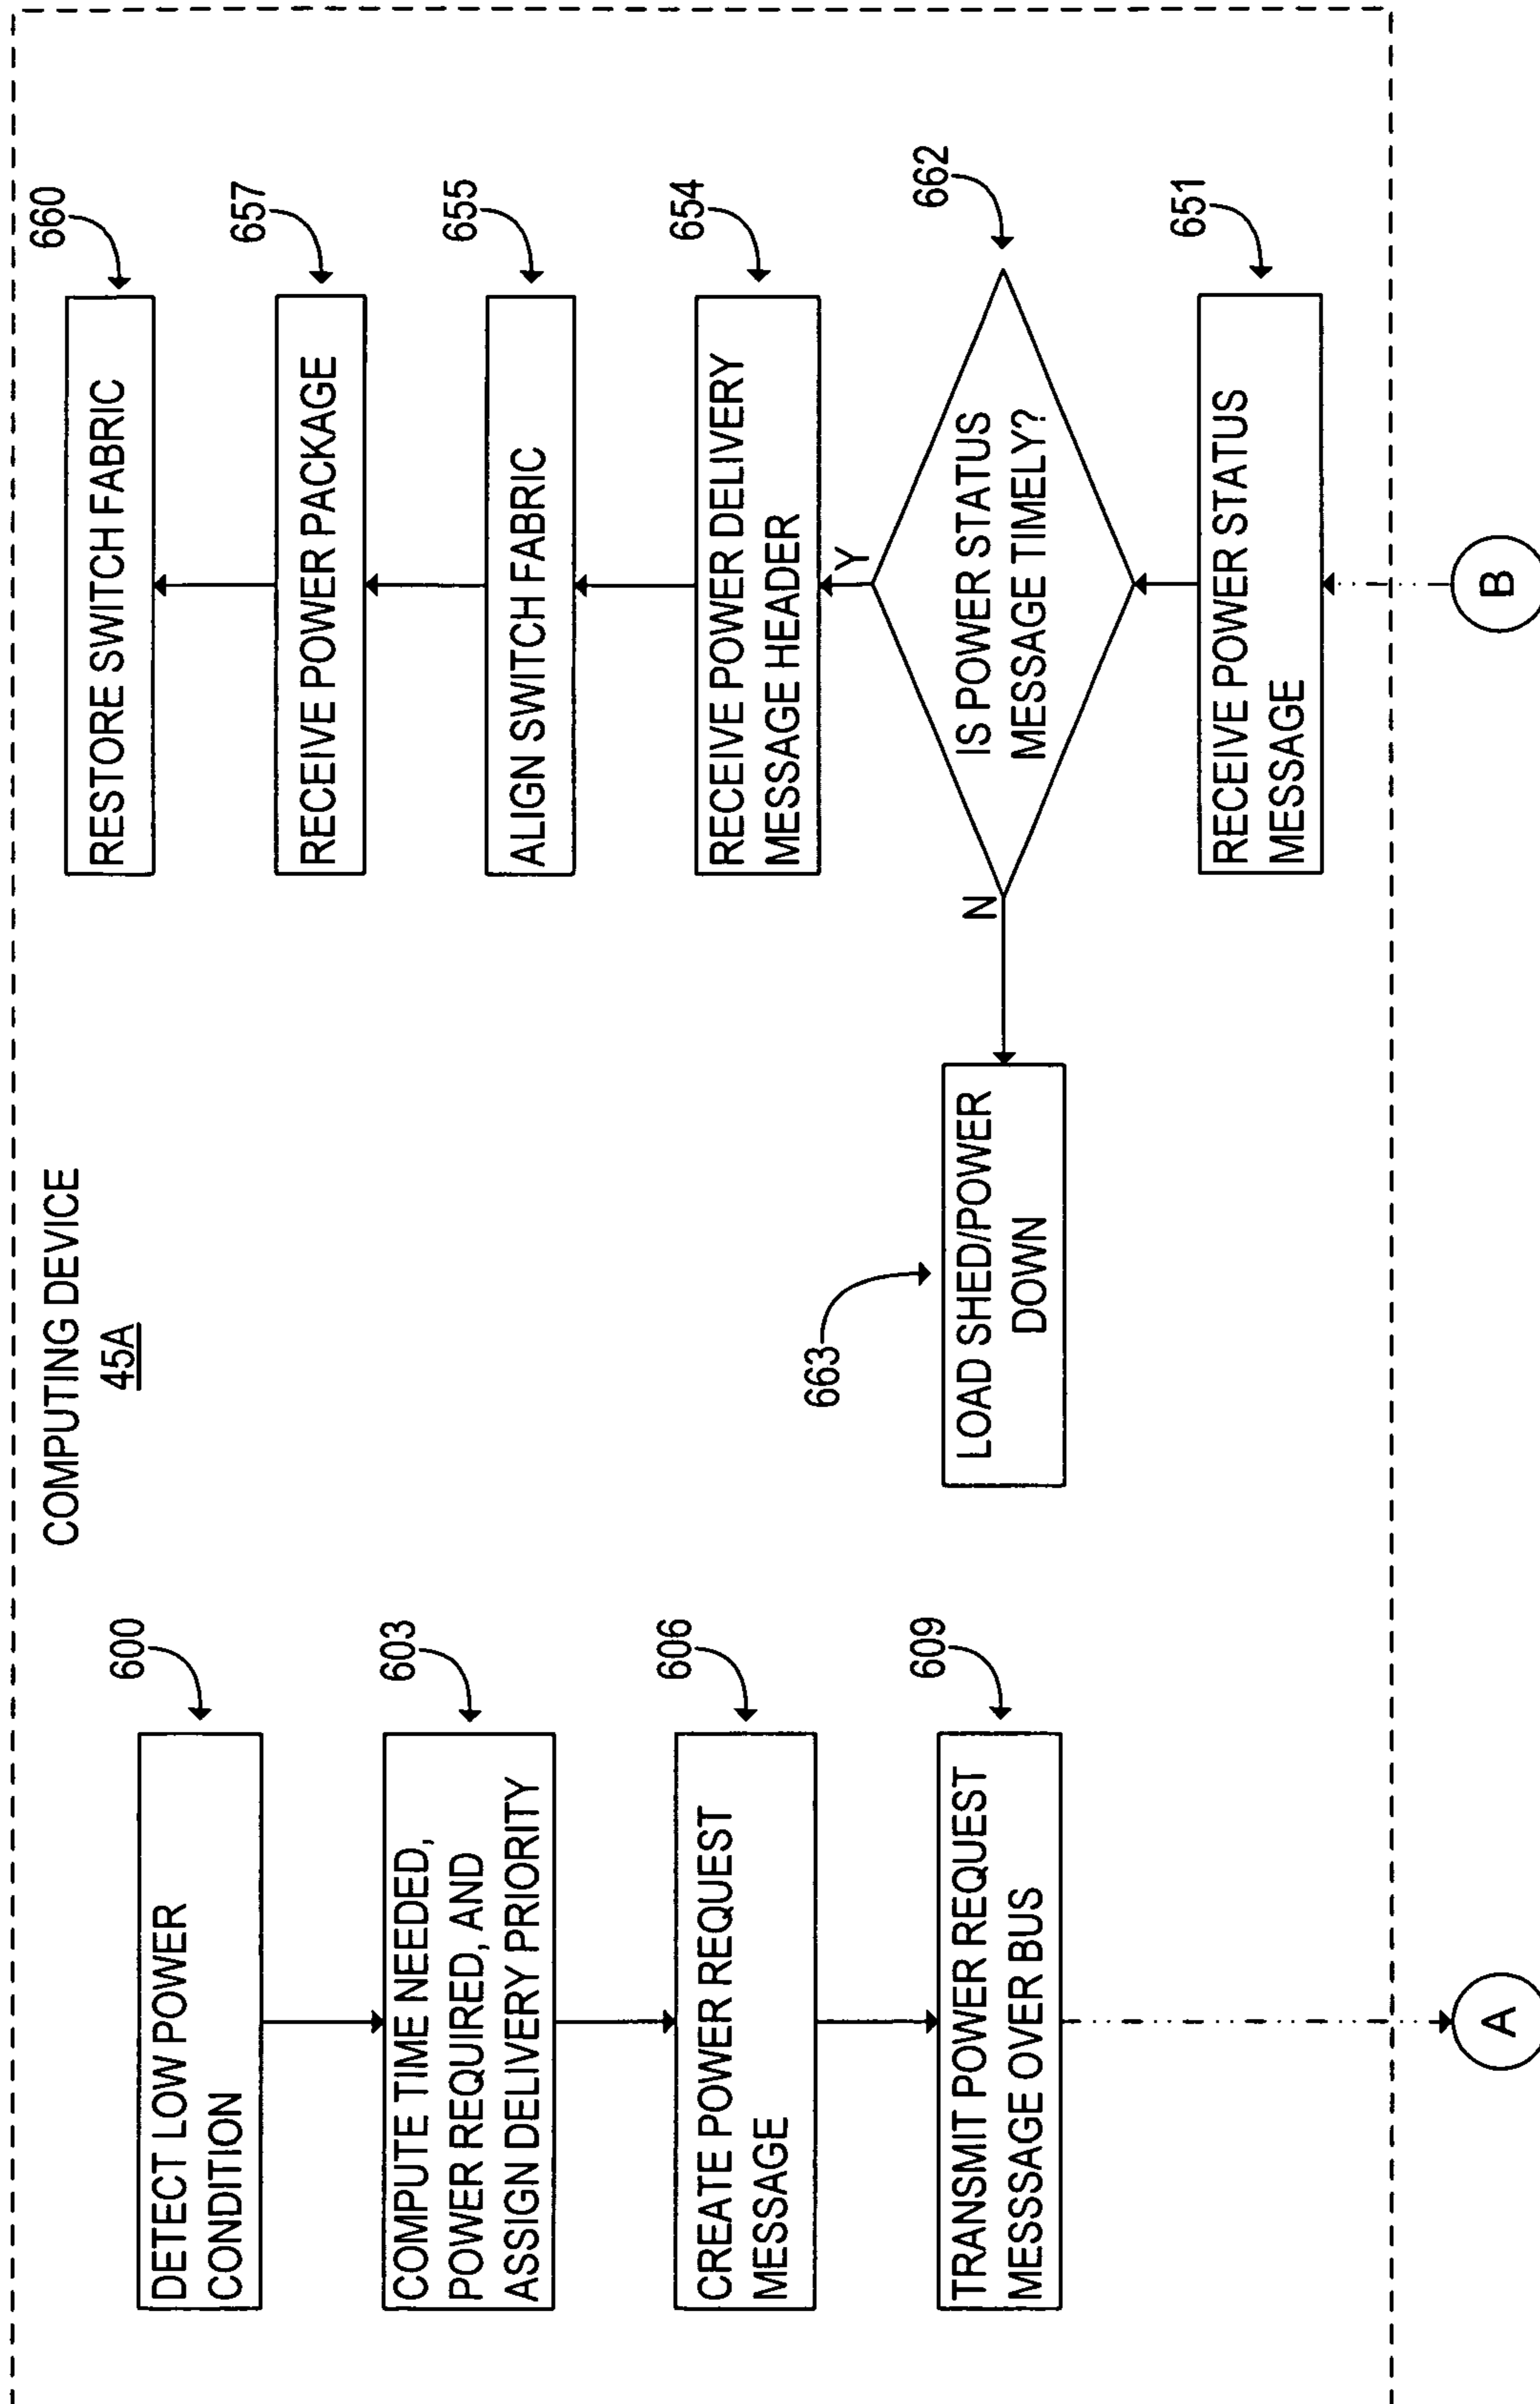 COMPUTING DEVICE
45A
600
DETECT LOW POWER
CONDITION
603
COMPUTE TIME NEEDED,
POWER REQUIRED, AND
ASSIGN DELIVERY PRIORITY
606
CREATE POWER REQUEST
MESSAGE
609
TRANSMIT POWER REQUEST
MESSSAGE OVER BUS
A
663
LOAD SHED/POWER
DOWN
660
RESTORE SWITCH FABRIC
657
RECEIVE POWER PACKAGE
655
ALIGN SWITCH FABRIC
654
RECEIVE POWER DELIVERY
MESSAGE HEADER
Y
662
IS POWER STATUS
MESSAGE TIMELY?
N
651
RECEIVE POWER STATUS
MESSAGE
B